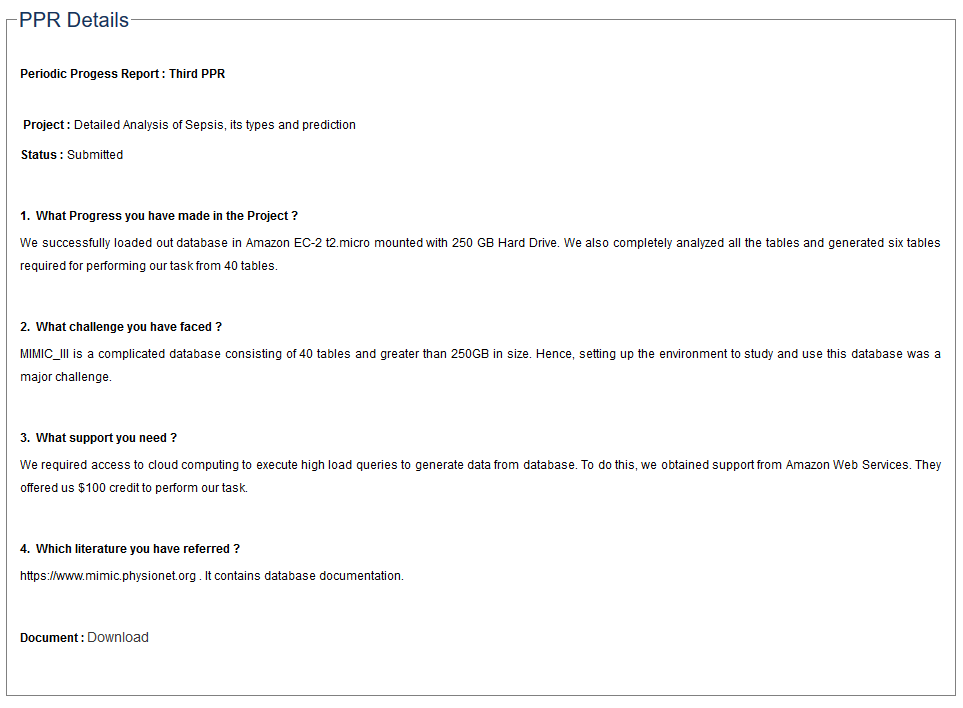 PPR Details
Periodic Progess Report : Third PPR
Project : Detailed Analysis of Sepsis, its types and prediction
Status : Submitted
1. What Progress you have made in the Project ?
We successfully loaded out database in Amazon EC-2 t2.micro mounted with 250 GB Hard Drive. We also completely analyzed all the tables and generated six tables
required for performing our task from 40 tables.
2. What challenge you have faced ?
MIMIC_III is a complicated database consisting of 40 tables and greater than 250GB in size. Hence, setting up the environment to study and use this database was a
major challenge.
3. What support you need ?
We required access to cloud computing to execute high load queries to generate data from database. To do this, we obtained support from Amazon Web Services. They
offered us $100 credit to perform our task.
4. Which literature you have referred ?
https://www.mimic.physionet.org . It contains database documentation.
Document : Download